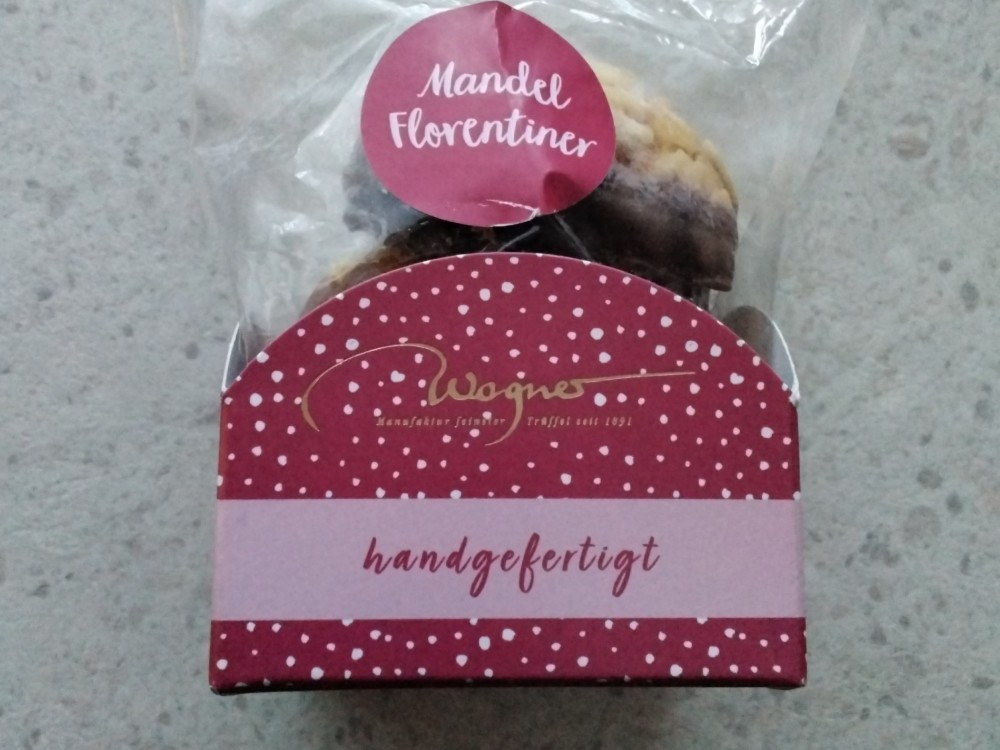 Mandel
Florentiner
Wagner
Manufaktur feinster Trüffel seit 1891
handgefertigt